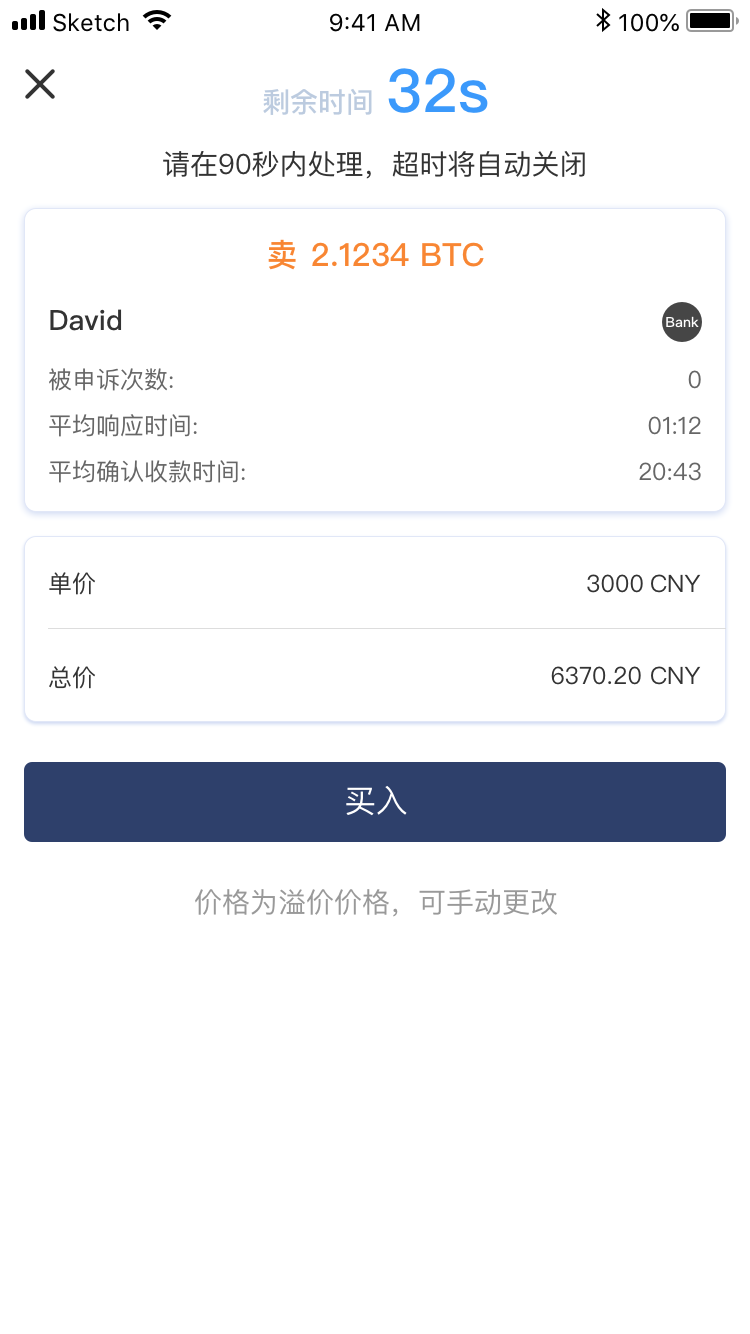 Sketch 9:41 AM 100%
剩余时间 32s
请在90秒内处理，超时将自动关闭
卖 2.1234 BTC
David Bank
被申诉次数: 0
平均响应时间: 01:12
平均确认收款时间: 20:43
单价 3000 CNY
总价 6370.20 CNY
买入
价格为溢价价格，可手动更改